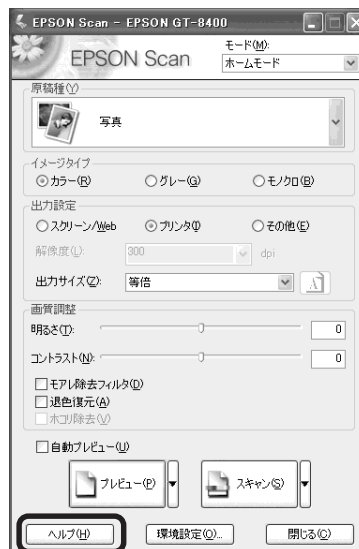 EPSON Scan - EPSON GT-8400
EPSON Scan
モード(M):
ホームモード
原稿種(Y)
写真
イメージタイプ
カラー(R) グレー(G) モノクロ(B)
出力設定
スクリーン/Web プリンタ(I) その他(E)
解像度(L): 300 dpi
出力サイズ(Z): 等倍
画質調整
明るさ(T): 0
コントラスト(N): 0
モアレ除去フィルタ(D)
退色復元(A)
ホコリ除去(V)
自動プレビュー(U)
プレビュー(P) スキャン(S)
ヘルプ(H) 環境設定(O)... 閉じる(C)